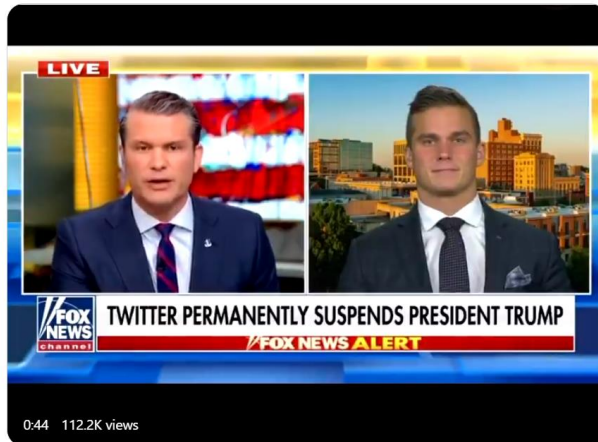 LIVE
FOX
NEWS
channel
TWITTER PERMANENTLY SUSPENDS PRESIDENT TRUMP
FOX NEWS ALERT
0:44 112.2K views